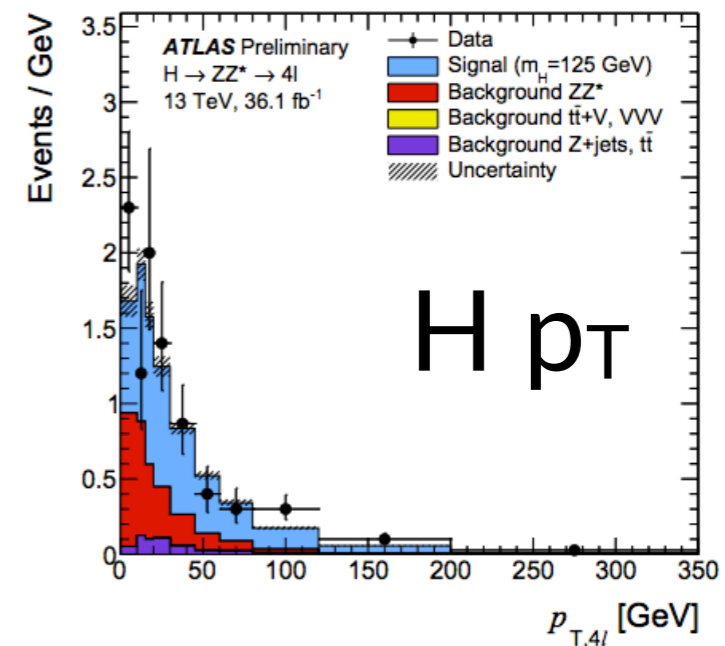 ATLAS Preliminary
H → ZZ* → 4l
13 TeV, 36.1 fb⁻¹
Data
Signal (m_H=125 GeV)
Background ZZ*
Background tt̄+V, VVV
Background Z+jets, tt̄
Uncertainty
Events / GeV
3.5
3
2.5
2
1.5
1
0.5
0
H pT
0 50 100 150 200 250 300 350
p_T,4l [GeV]